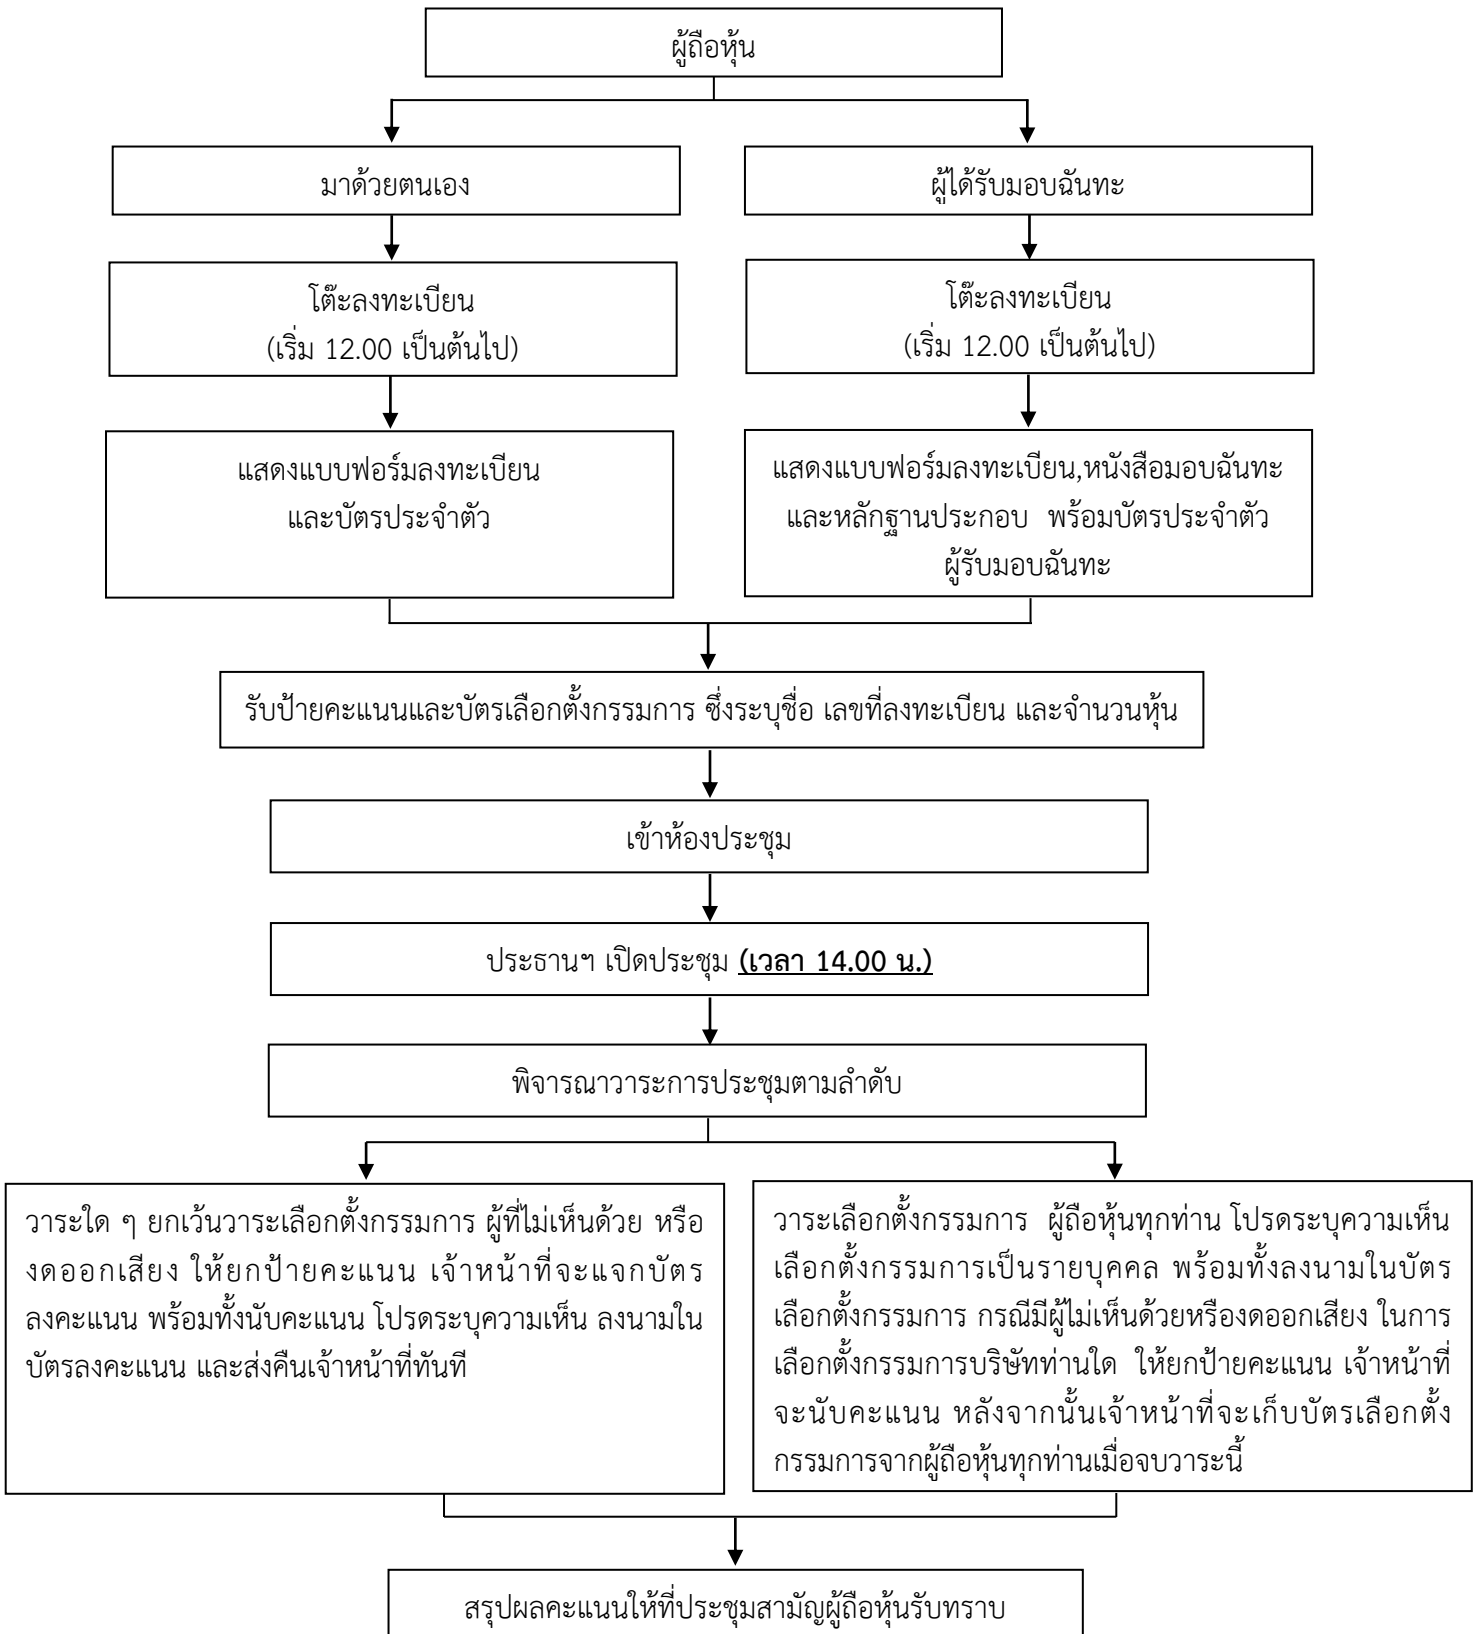 ผู้ถือหุ้น
มาด้วยตนเอง
ผู้ได้รับมอบฉันทะ
โต๊ะลงทะเบียน
(เริ่ม 12.00 เป็นต้นไป)
โต๊ะลงทะเบียน
(เริ่ม 12.00 เป็นต้นไป)
แสดงแบบฟอร์มลงทะเบียน
และบัตรประจำตัว
แสดงแบบฟอร์มลงทะเบียน,หนังสือมอบฉันทะ
และหลักฐานประกอบ พร้อมบัตรประจำตัว
ผู้รับมอบฉันทะ
รับป้ายคะแนนและบัตรเลือกตั้งกรรมการ ซึ่งระบุชื่อ เลขที่ลงทะเบียน และจำนวนหุ้น
เข้าห้องประชุม
ประธานฯ เปิดประชุม (เวลา 14.00 น.)
พิจารณาวาระการประชุมตามลำดับ
วาระใด ๆ ยกเว้นวาระเลือกตั้งกรรมการ ผู้ที่ไม่เห็นด้วย หรือ
งดออกเสียง ให้ยกป้ายคะแนน เจ้าหน้าที่จะแจกบัตร
ลงคะแนน พร้อมทั้งนับคะแนน โปรดระบุความเห็น ลงนามใน
บัตรลงคะแนน และส่งคืนเจ้าหน้าที่ทันที
วาระเลือกตั้งกรรมการ ผู้ถือหุ้นทุกท่าน โปรดระบุความเห็น
เลือกตั้งกรรมการเป็นรายบุคคล พร้อมทั้งลงนามในบัตร
เลือกตั้งกรรมการ กรณีมีผู้ไม่เห็นด้วยหรืองดออกเสียง ในการ
เลือกตั้งกรรมการบริษัทท่านใด ให้ยกป้ายคะแนน เจ้าหน้าที่
จะนับคะแนน หลังจากนั้นเจ้าหน้าที่จะเก็บบัตรเลือกตั้ง
กรรมการจากผู้ถือหุ้นทุกท่านเมื่อจบวาระนี้
สรุปผลคะแนนให้ที่ประชุมสามัญผู้ถือหุ้นรับทราบ